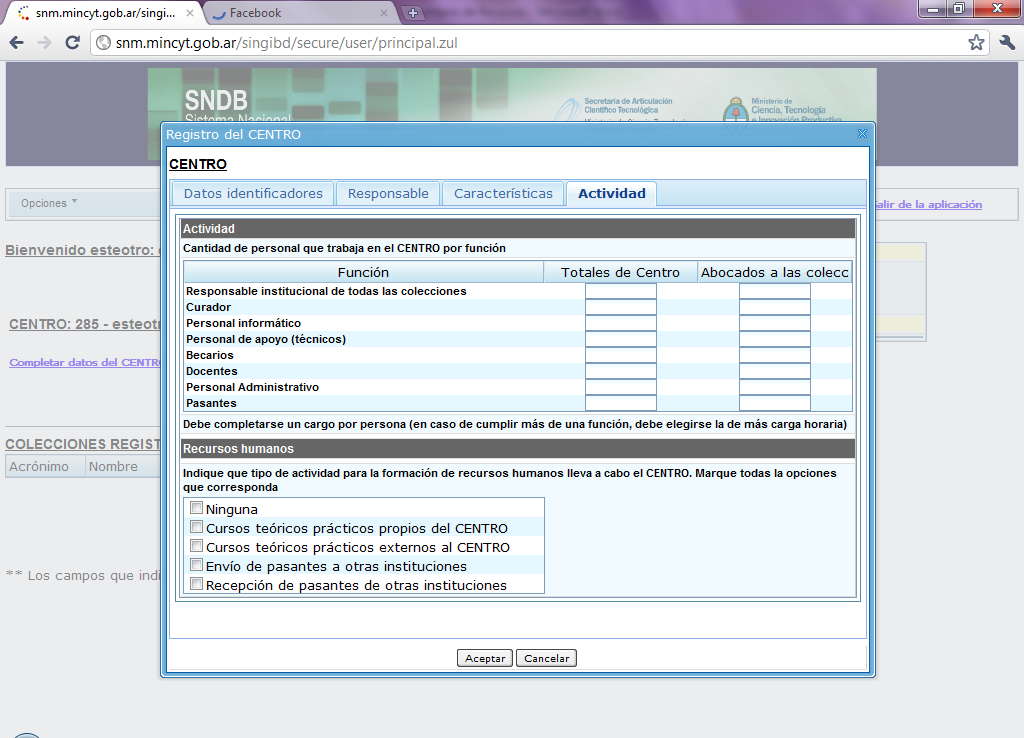 snm.mincyt.gob.ar/singi...
Facebook
snm.mincyt.gob.ar/singibd/secure/user/principal.zul
SNDB
Sistema Nacional
Secretaría de Articulación
Científico Tecnológica
Ministerio de
Ciencia, Tecnología
e Innovación Productiva
Registro del CENTRO
CENTRO
Datos identificadores
Responsable
Características
Actividad
Opciones
salir de la aplicación
Bienvenido esteotro:
CENTRO: 285 - esteotr
Completar datos del CENTRO
COLECCIONES REGIST
Acrónimo
Nombre
** Los campos que indi
Actividad
Cantidad de personal que trabaja en el CENTRO por función
Función
Totales de Centro
Abocados a las colecc
Responsable institucional de todas las colecciones
Curador
Personal informático
Personal de apoyo (técnicos)
Becarios
Docentes
Personal Administrativo
Pasantes
Debe completarse un cargo por persona (en caso de cumplir más de una función, debe elegirse la de más carga horaria)
Recursos humanos
Indique que tipo de actividad para la formación de recursos humanos lleva a cabo el CENTRO. Marque todas la opciones
que corresponda
Ninguna
Cursos teóricos prácticos propios del CENTRO
Cursos teóricos prácticos externos al CENTRO
Envío de pasantes a otras instituciones
Recepción de pasantes de otras instituciones
Aceptar
Cancelar